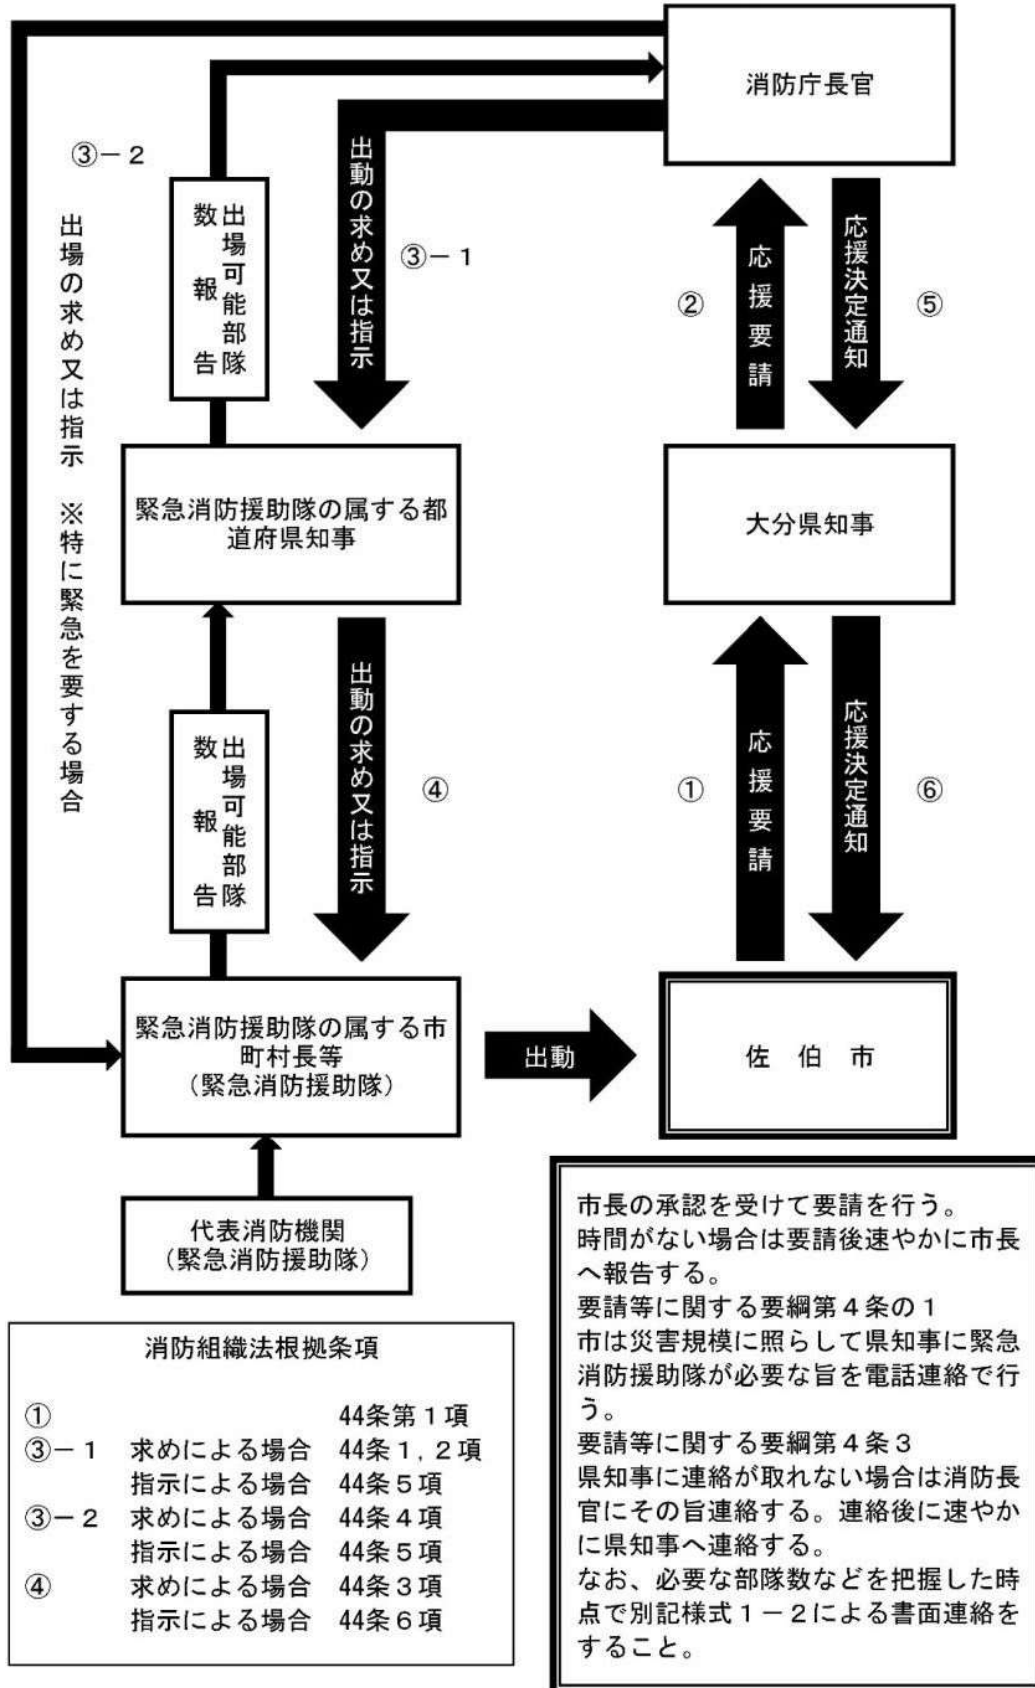 消防庁長官
③－２
出場の求め又は指示　※特に緊急を要する場合
出場可能部隊
数報告
出動の求め又は指示
③－１
②
応援要請
応援決定通知
⑤
緊急消防援助隊の属する都
道府県知事
大分県知事
出場可能部隊
数報告
出動の求め又は指示
④
①
応援要請
応援決定通知
⑥
緊急消防援助隊の属する市
町村長等
（緊急消防援助隊）
出動
佐　伯　市
代表消防機関
（緊急消防援助隊）
消防組織法根拠条項
①　44条第１項
③－１　求めによる場合　44条１,２項
指示による場合　44条５項
③－２　求めによる場合　44条４項
指示による場合　44条５項
④　求めによる場合　44条３項
指示による場合　44条６項
市長の承認を受けて要請を行う。
時間がない場合は要請後速やかに市長
へ報告する。
要請等に関する要綱第４条の１
市は災害規模に照らして県知事に緊急
消防援助隊が必要な旨を電話連絡で行
う。
要請等に関する要綱第４条３
県知事に連絡が取れない場合は消防長
官にその旨連絡する。連絡後に速やか
に県知事へ連絡する。
なお、必要な部隊数などを把握した時
点で別記様式１－２による書面連絡を
すること。